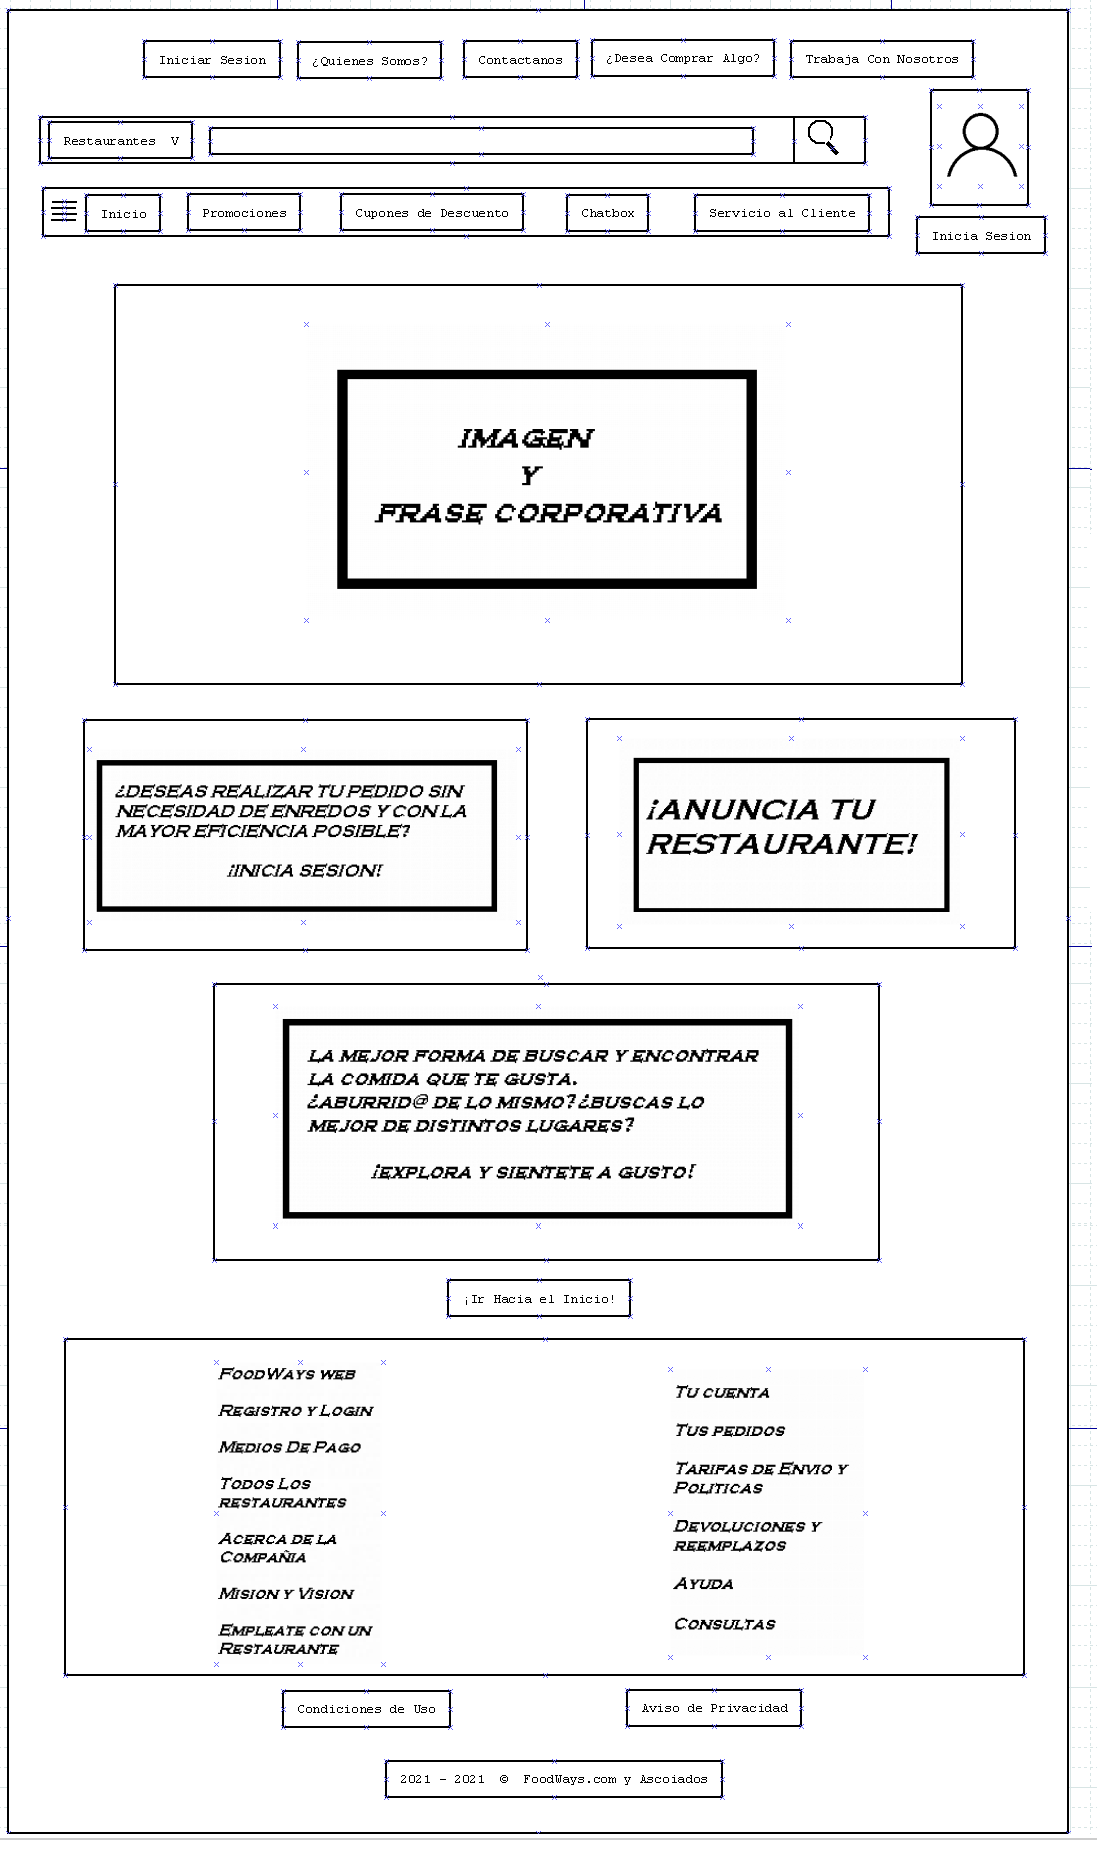 Iniciar Sesion
¿Quienes Somos?
Contactanos
¿Desea Comprar Algo?
Trabaja Con Nosotros
Restaurantes V
Inicio
Promociones
Cupones de Descuento
Chatbox
Servicio al Cliente
Inicia Sesion
IMAGEN
Y
FRASE CORPORATIVA
¿DESEAS REALIZAR TU PEDIDO SIN
NECESIDAD DE ENREDOS Y CON LA
MAYOR EFICIENCIA POSIBLE?
¡INICIA SESION!
¡ANUNCIA TU
RESTAURANTE!
LA MEJOR FORMA DE BUSCAR Y ENCONTRAR
LA COMIDA QUE TE GUSTA.
¿ABURRID@ DE LO MISMO? ¿BUSCAS LO
MEJOR DE DISTINTOS LUGARES?
¡EXPLORA Y SIENTETE A GUSTO!
¡Ir Hacia el Inicio!
FOODWAYS WEB
REGISTRO Y LOGIN
MEDIOS DE PAGO
TODOS LOS
RESTAURANTES
ACERCA DE LA
COMPAÑIA
MISION Y VISION
EMPLEATE CON UN
RESTAURANTE
TU CUENTA
TUS PEDIDOS
TARIFAS DE ENVIO Y
POLITICAS
DEVOLUCIONES Y
REEMPLAZOS
AYUDA
CONSULTAS
Condiciones de Uso
Aviso de Privacidad
2021 - 2021 © FoodWays.com y Ascoiados